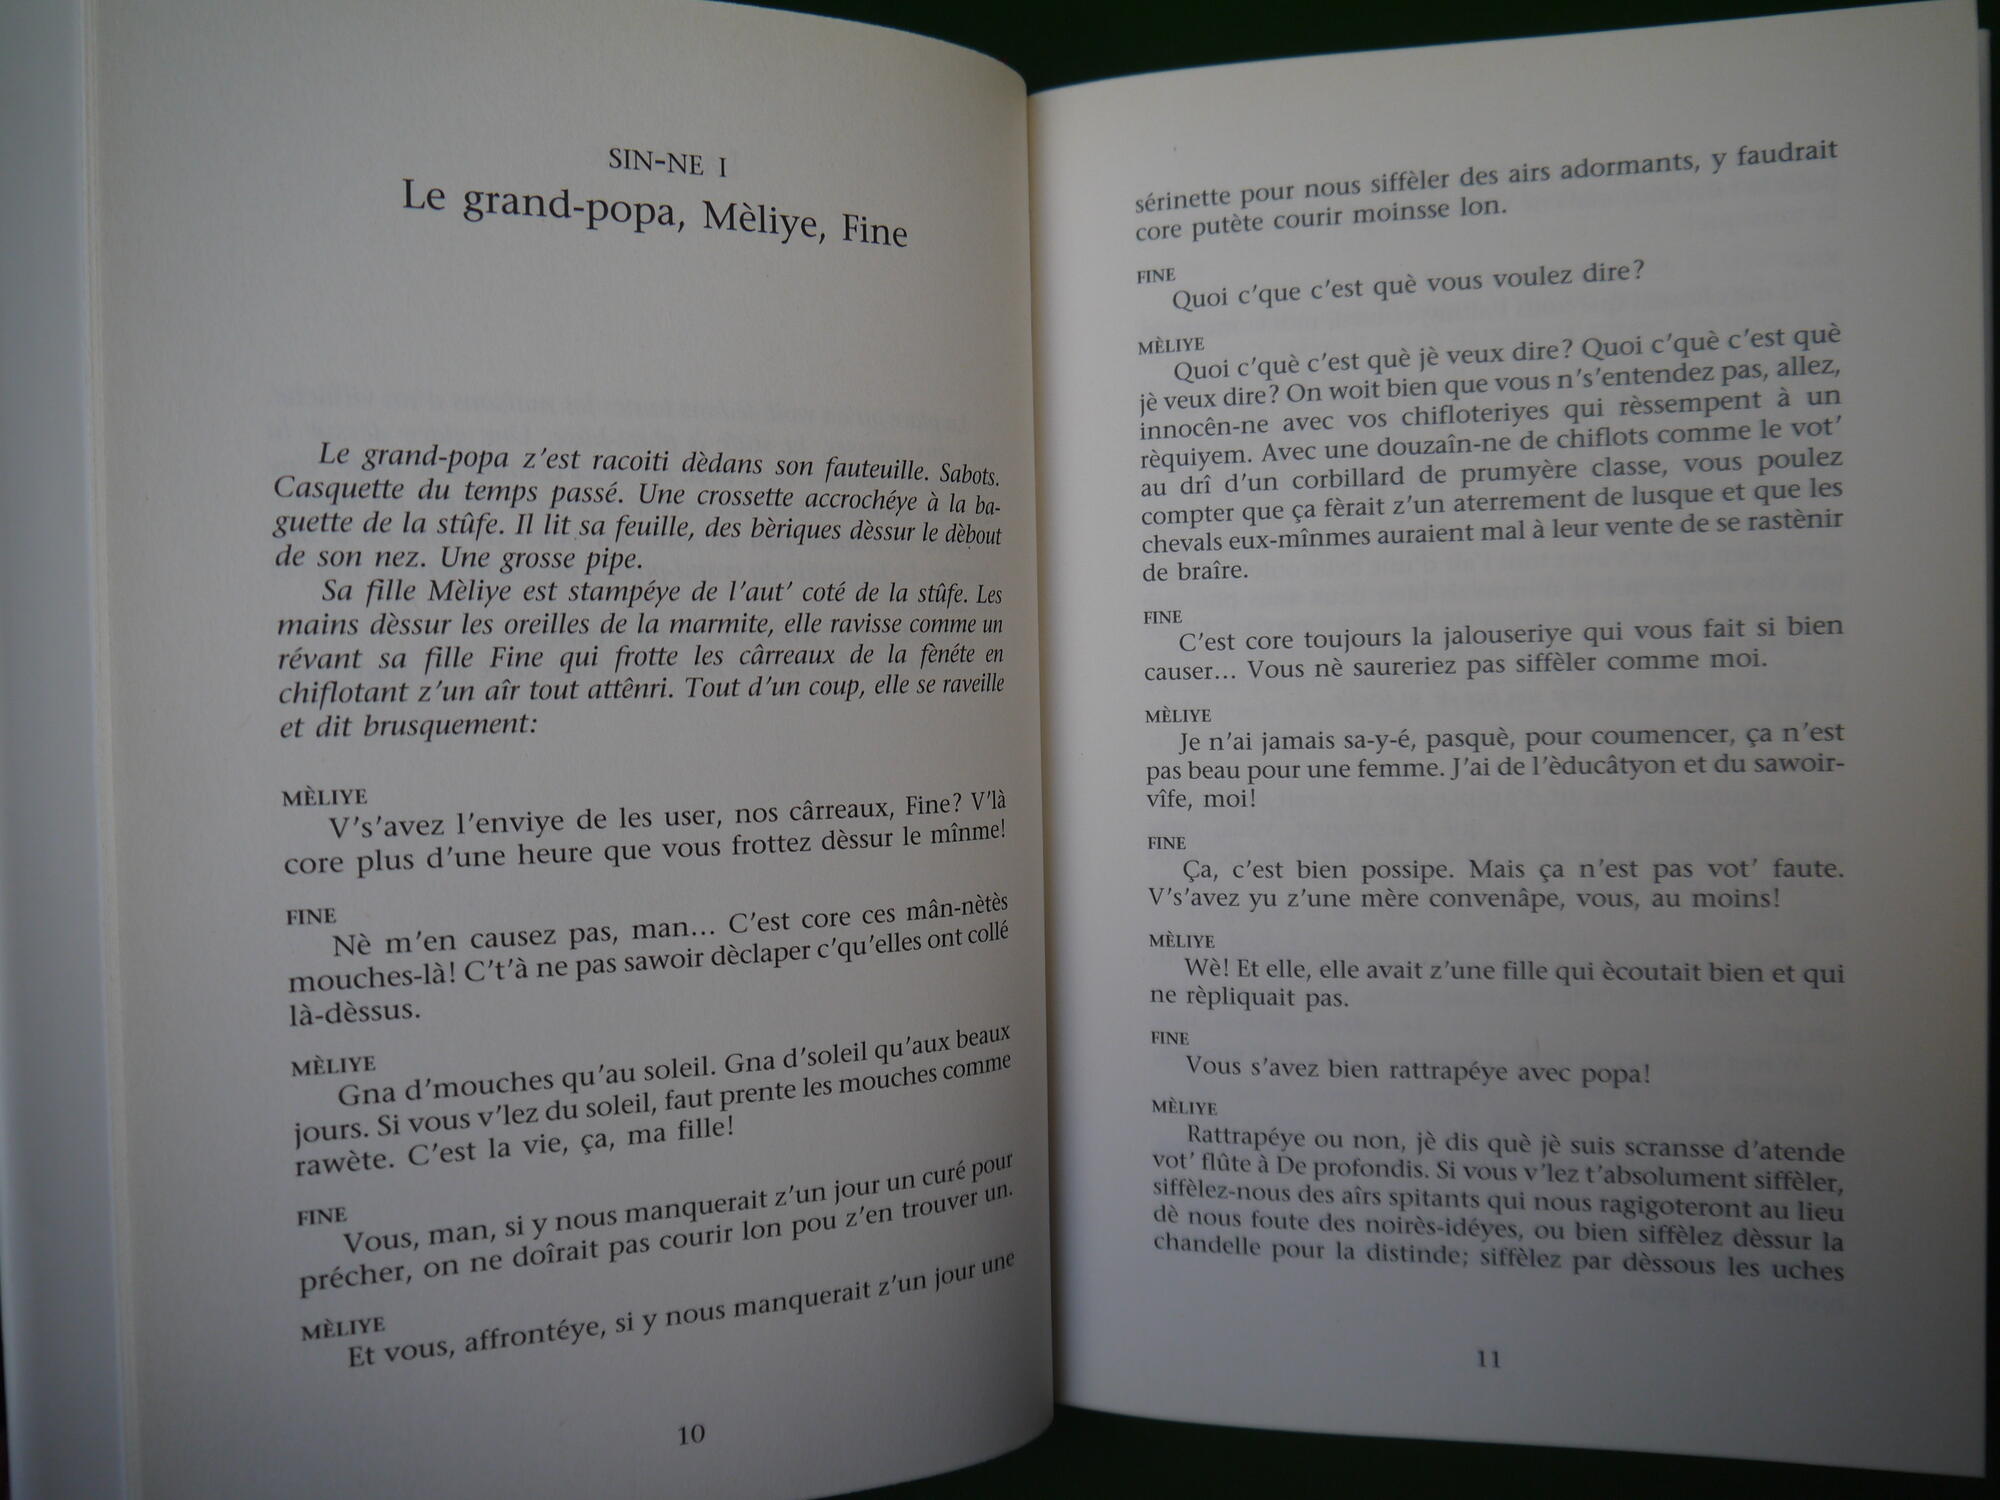 SIN-NE I
Le grand-popa, Mèliye, Fine
Le grand-popa z'est racoiti dèdans son fauteuille. Sabots.
Casquette du temps passé. Une crossette accrochéye à la ba-
guette de la stûfe. Il lit sa feuille, des bèriques dèssur le dèbout
de son nez. Une grosse pipe.
Sa fille Mèliye est stampéye de l'aut' coté de la stûfe. Les
mains dèssur les oreilles de la marmite, elle ravisse comme un
révant sa fille Fine qui frotte les cârreaux de la fènéte en
chiflotant z'un aîr tout attênri. Tout d'un coup, elle se raveille
et dit brusquement:
MÈLIYE
V's'avez l'enviye de les user, nos cârreaux, Fine? V'là
core plus d'une heure que vous frottez dèssur le mînme!
FINE
Nè m'en causez pas, man... C'est core ces mân-nètès
mouches-là! C't'à ne pas sawoir dèclaper c'qu'elles ont collé
là-dèssus.
MÈLIYE
Gna d'mouches qu'au soleil. Gna d'soleil qu'aux beaux
jours. Si vous v'lez du soleil, faut prente les mouches comme
rawète. C'est la vie, ça, ma fille!
FINE
Vous, man, si y nous manquerait z'un jour un curé pour
précher, on ne doîrait pas courir lon pou z'en trouver un.
MÈLIYE
Et vous, affrontéye, si y nous manquerait z'un jour une
10
sérinette pour nous siffèler des airs adormants, y faudrait
core putète courir moinsse lon.
FINE
Quoi c'que c'est què vous voulez dire?
MÈLIYE
Quoi c'què c'est què jè veux dire? Quoi c'què c'est què
jè veux dire? On woit bien que vous n's'entendez pas, allez,
innocên-ne avec vos chifloteriyes qui rèssempent à un
rèquiyem. Avec une douzaîn-ne de chiflots comme le vot'
au drî d'un corbillard de prumyère classe, vous poulez
compter que ça fèrait z'un aterrement de lusque et que les
chevals eux-mînmes auraient mal à leur vente de se rastènir
de braîre.
FINE
C'est core toujours la jalouseriye qui vous fait si bien
causer... Vous nè saureriez pas siffèler comme moi.
MÈLIYE
Je n'ai jamais sa-y-é, pasquè, pour coumencer, ça n'est
pas beau pour une femme. J'ai de l'èducâtyon et du sawoir-
vîfe, moi!
FINE
Ça, c'est bien possipe. Mais ça n'est pas vot' faute.
V's'avez yu z'une mère convenâpe, vous, au moins!
MÈLIYE
Wè! Et elle, elle avait z'une fille qui ècoutait bien et qui
ne rèpliquait pas.
FINE
Vous s'avez bien rattrapéye avec popa!
MÈLIYE
Rattrapéye ou non, jè dis què jè suis scransse d'atende
vot' flûte à De profondis. Si vous v'lez t'absolument siffèler,
siffèlez-nous des aîrs spitants qui nous ragigoteront au lieu
dè nous foute des noirès-idéyes, ou bien siffèlez dèssur la
chandelle pour la distinde; siffèlez par dèssous les uches
11